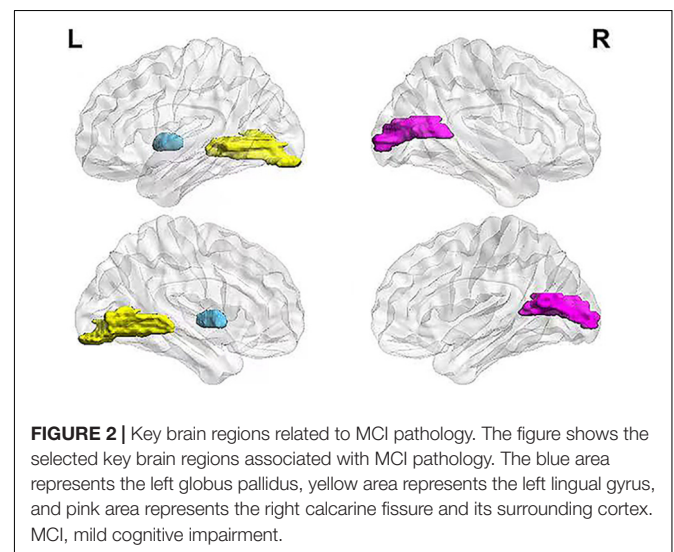 L R
FIGURE 2 | Key brain regions related to MCI pathology. The figure shows the
selected key brain regions associated with MCI pathology. The blue area
represents the left globus pallidus, yellow area represents the left lingual gyrus,
and pink area represents the right calcarine fissure and its surrounding cortex.
MCI, mild cognitive impairment.